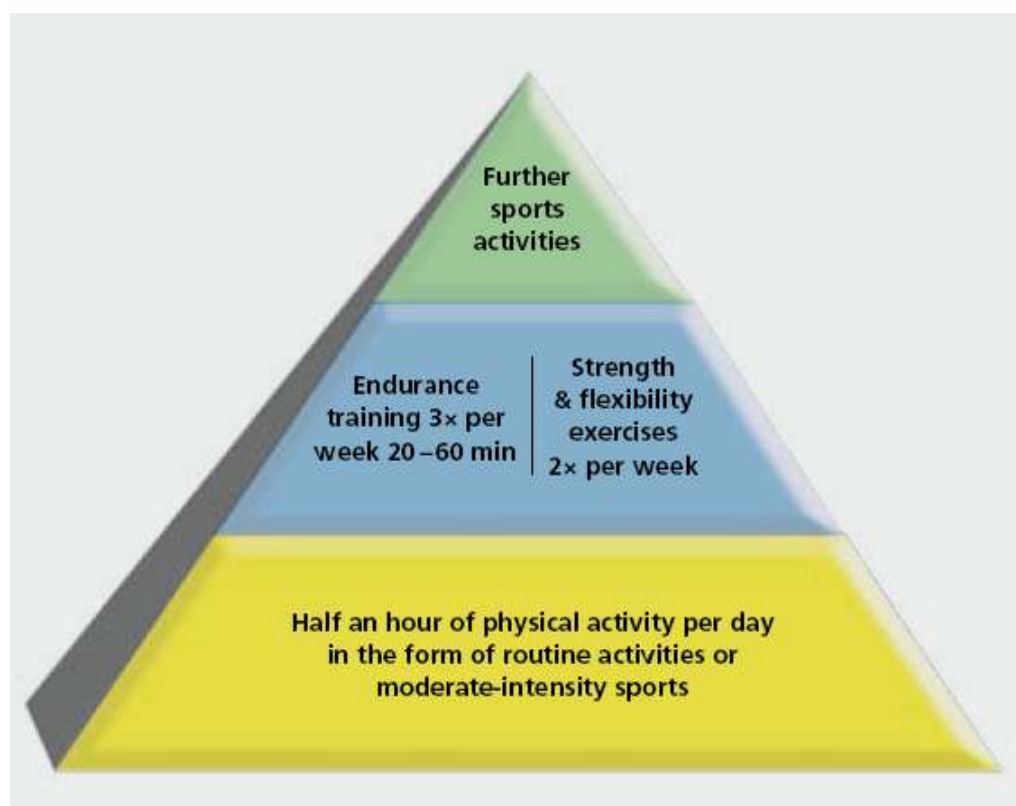 Further
sports
activities
Endurance
training 3× per
week 20–60 min
Strength
& flexibility
exercises
2× per week
Half an hour of physical activity per day
in the form of routine activities or
moderate-intensity sports